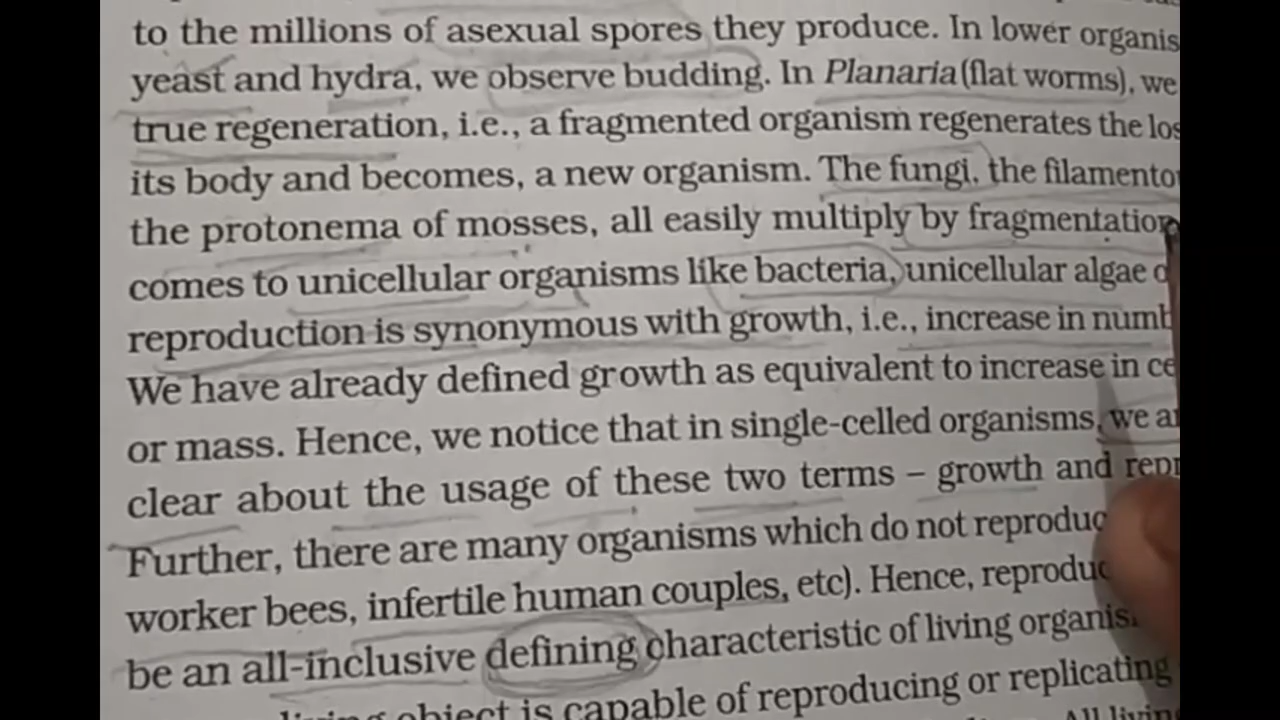 to the millions of asexual spores they produce. In lower organis
yeast and hydra, we observe budding. In Planaria (flat worms), we
true regeneration, i.e., a fragmented organism regenerates the los
its body and becomes, a new organism. The fungi, the filamento
the protonema of mosses, all easily multiply by fragmentation
comes to unicellular organisms like bacteria, unicellular algae o
reproduction is synonymous with growth, i.e., increase in numb
We have already defined growth as equivalent to increase in ce
or mass. Hence, we notice that in single-celled organisms, we ar
clear about the usage of these two terms – growth and repr
Further, there are many organisms which do not reproduc
worker bees, infertile human couples, etc). Hence, reproduc
be an all-inclusive defining characteristic of living organis
living object is capable of reproducing or replicating
All livin